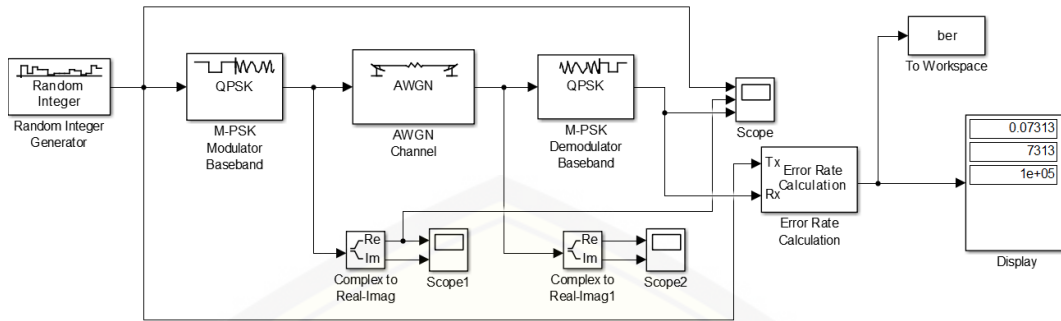 Random
Integer
Random Integer
Generator
QPSK
M-PSK
Modulator
Baseband
AWGN
AWGN
Channel
QPSK
M-PSK
Demodulator
Baseband
Scope
ber
To Workspace
Tx
Rx
Error Rate
Calculation
Error Rate
Calculation
0.07313
7313
1e+05
Display
Re
Im
Complex to
Real-Imag
Scope1
Re
Im
Complex to
Real-Imag1
Scope2